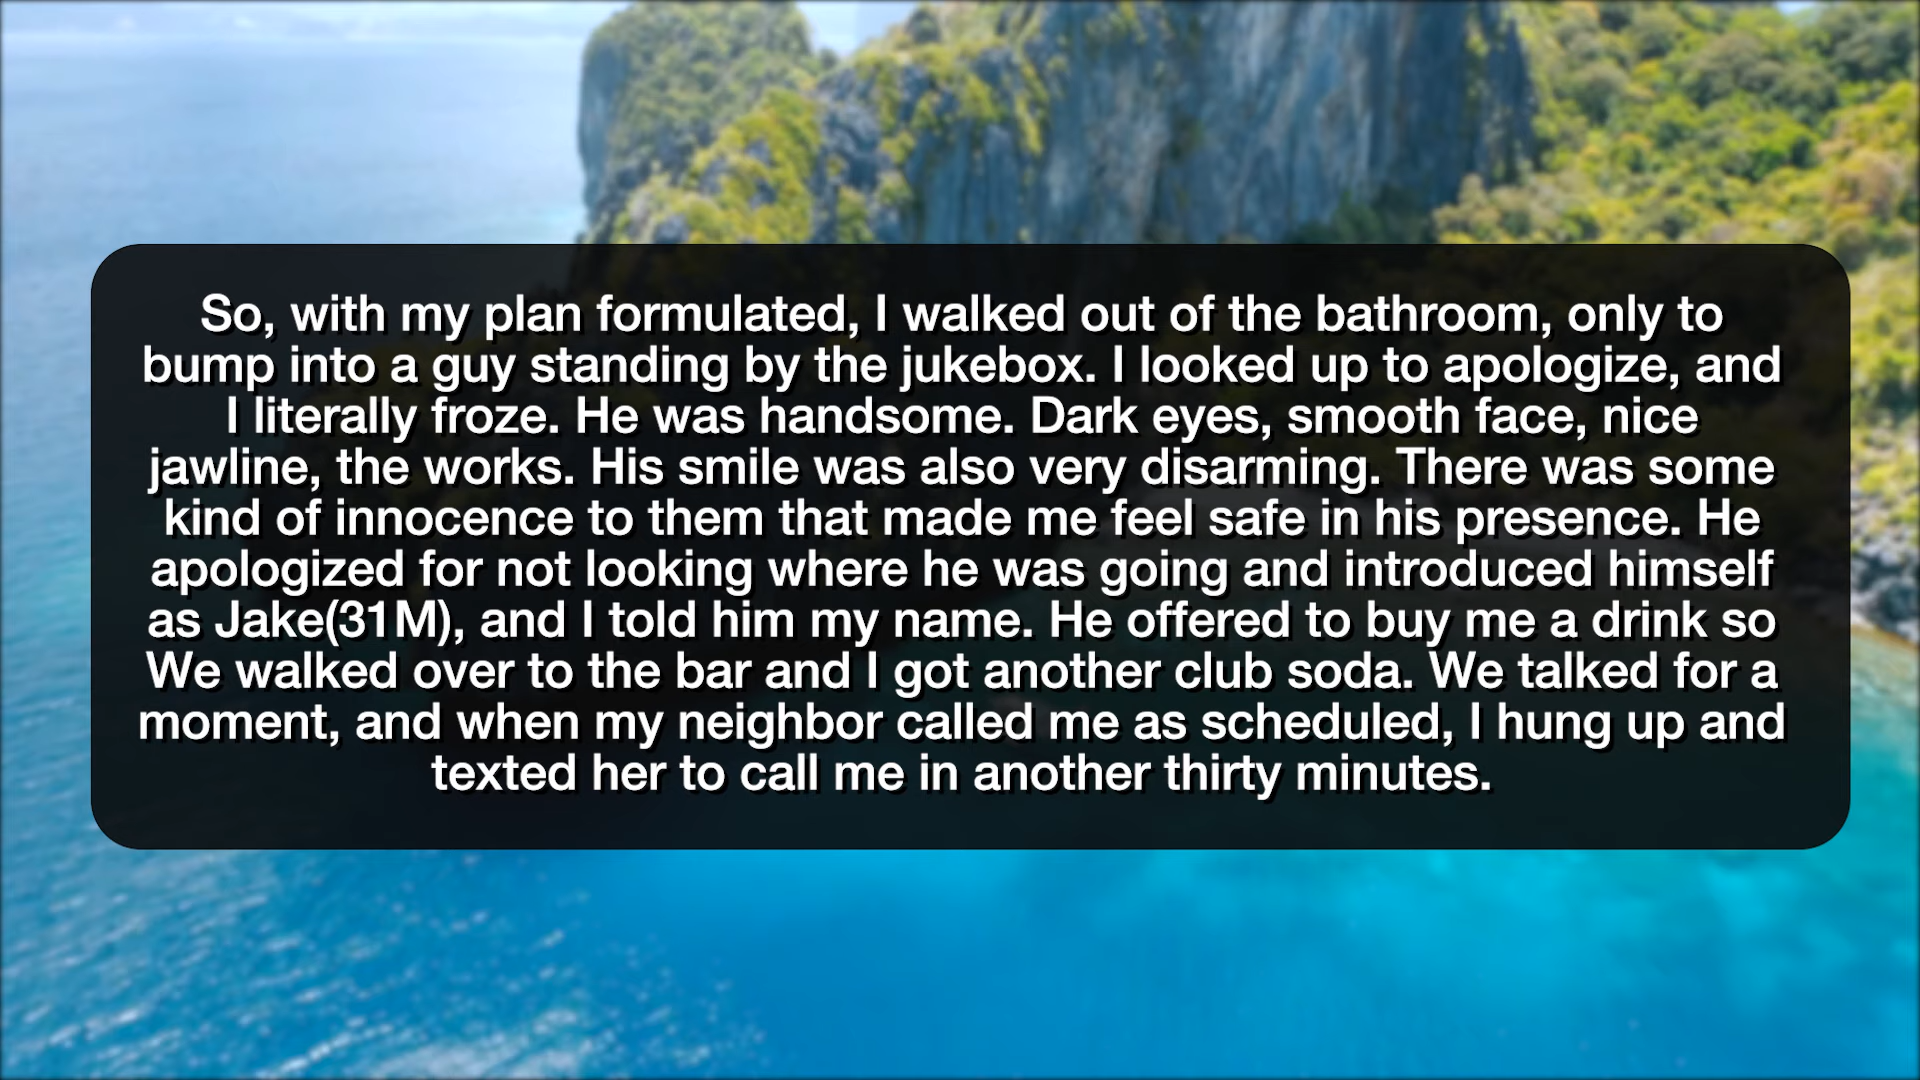 So, with my plan formulated, I walked out of the bathroom, only to
bump into a guy standing by the jukebox. I looked up to apologize, and
I literally froze. He was handsome. Dark eyes, smooth face, nice
jawline, the works. His smile was also very disarming. There was some
kind of innocence to them that made me feel safe in his presence. He
apologized for not looking where he was going and introduced himself
as Jake(31M), and I told him my name. He offered to buy me a drink so
We walked over to the bar and I got another club soda. We talked for a
moment, and when my neighbor called me as scheduled, I hung up and
texted her to call me in another thirty minutes.